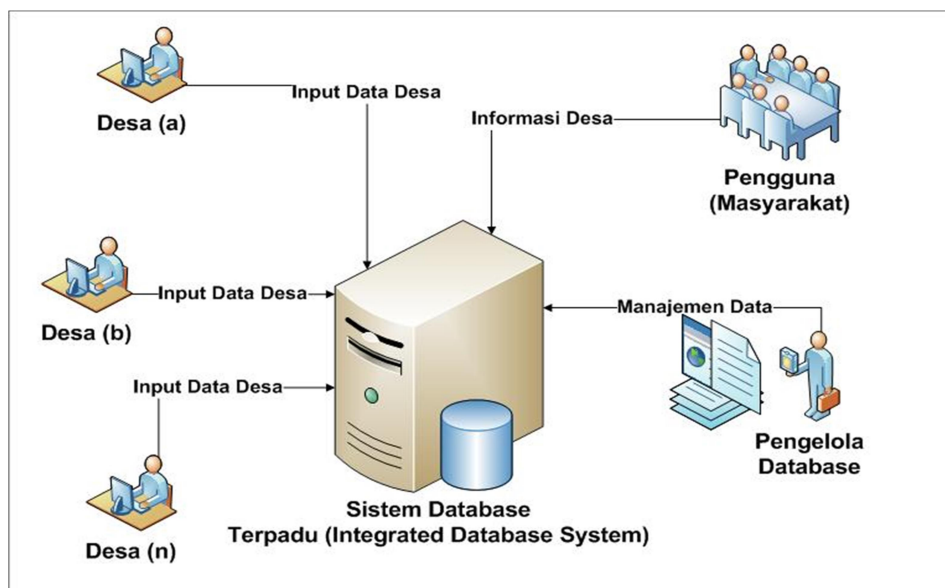 Desa (a)
Input Data Desa
Informasi Desa
Pengguna
(Masyarakat)
Desa (b)
Input Data Desa
Manajemen Data
Input Data Desa
Pengelola
Database
Desa (n)
Sistem Database
Terpadu (Integrated Database System)